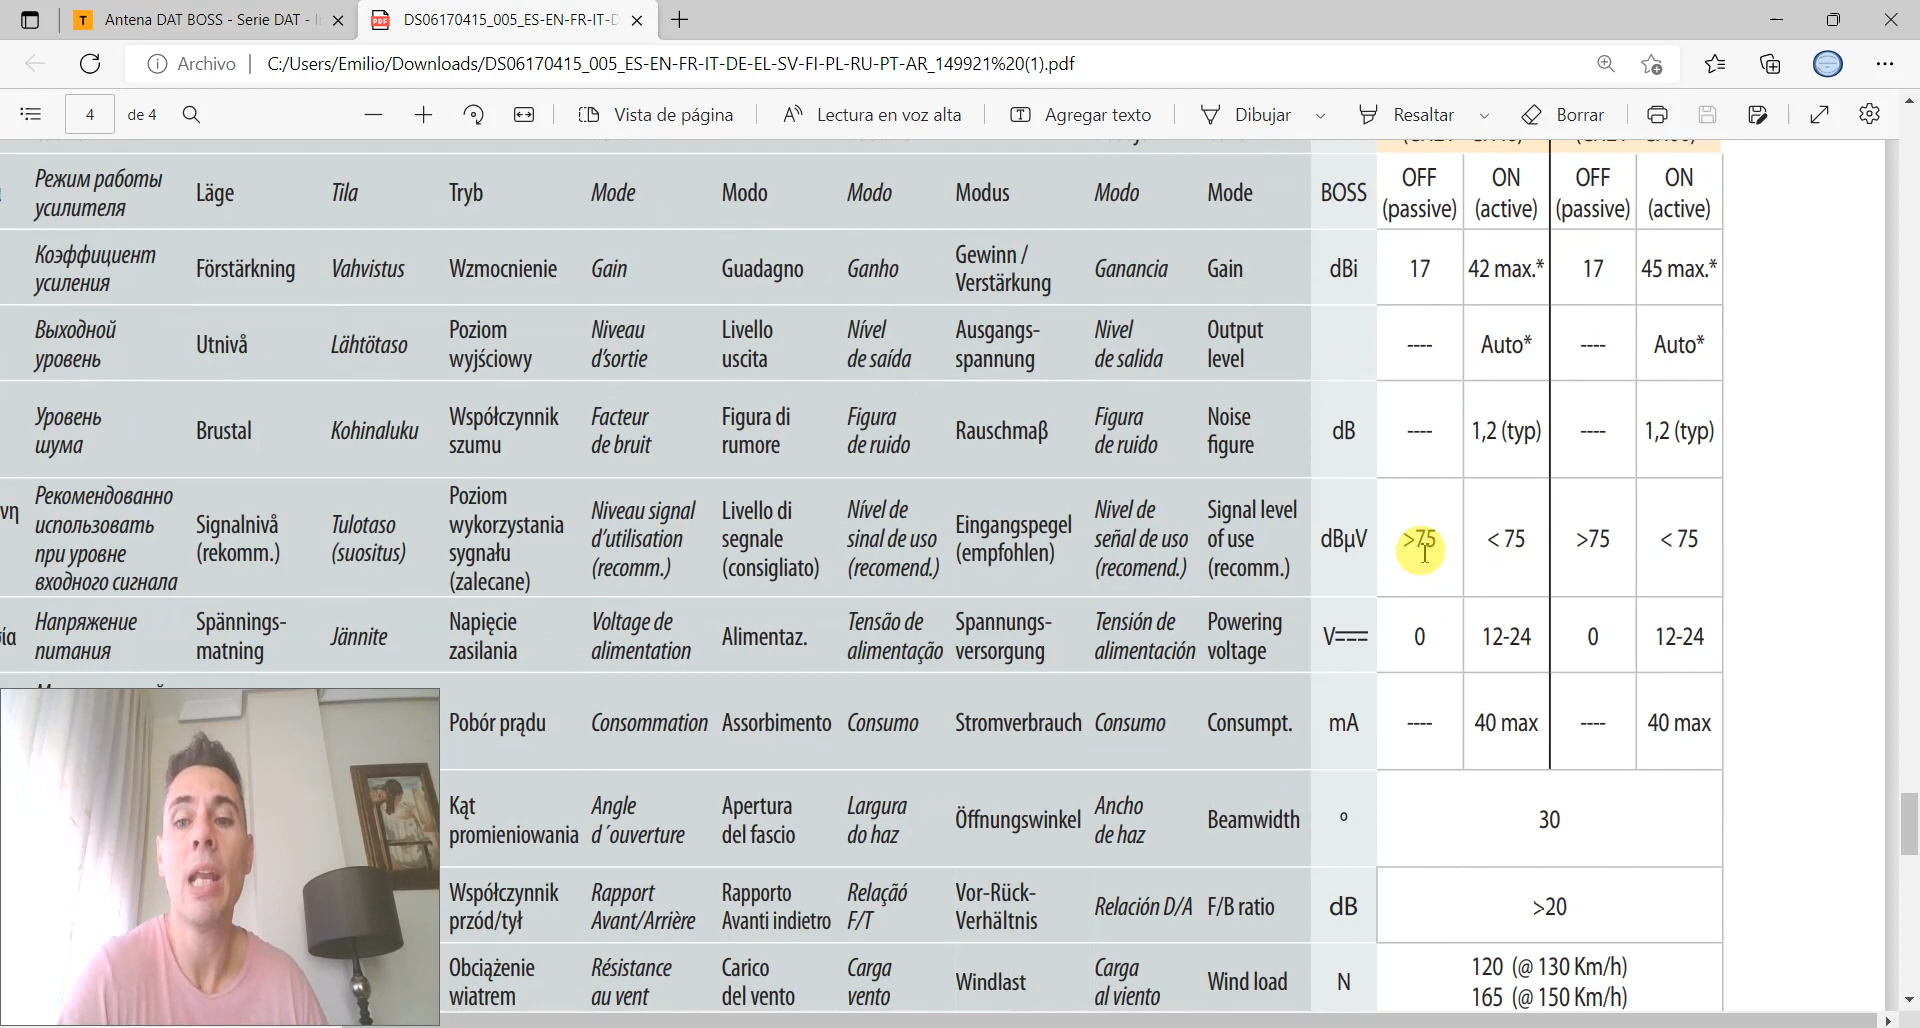 Antena DAT BOSS - Serie DAT - I
DS06170415_005_ES-EN-FR-IT-D
Archivo
C:/Users/Emilio/Downloads/DS06170415_005_ES-EN-FR-IT-DE-EL-SV-FI-PL-RU-PT-AR_149921%20(1).pdf
4
de 4
Vista de página
Lectura en voz alta
Agregar texto
Dibujar
Resaltar
Borrar
Режим работы
усилителя
Läge
Tila
Tryb
Mode
Modo
Modo
Modus
Modo
Mode
BOSS
OFF
(passive)
ON
(active)
OFF
(passive)
ON
(active)
Коэффициент
усиления
Förstärkning
Vahvistus
Wzmocnienie
Gain
Guadagno
Ganho
Gewinn /
Verstärkung
Ganancia
Gain
dBi
17
42 max.*
17
45 max.*
Выходной
уровень
Utnivå
Lähtötaso
Poziom
wyjściowy
Niveau
d'sortie
Livello
uscita
Nível
de saída
Ausgangs-
spannung
Nivel
de salida
Output
level
----
Auto*
----
Auto*
Уровень
шума
Brustal
Kohinaluku
Współczynnik
szumu
Facteur
de bruit
Figura di
rumore
Figura
de ruido
Rauschmaβ
Figura
de ruido
Noise
figure
dB
----
1,2 (typ)
----
1,2 (typ)
νη
Рекомендованно
использовать
при уровне
входного сигнала
Signalnivå
(rekomm.)
Tulotaso
(suositus)
Poziom
wykorzystania
sygnału
(zalecane)
Niveau signal
d'utilisation
(recomm.)
Livello di
segnale
(consigliato)
Nível de
sinal de uso
(recomend.)
Eingangspegel
(empfohlen)
Nivel de
señal de uso
(recomend.)
Signal level
of use
(recomm.)
dBμV
>75
< 75
>75
< 75
ία
Напряжение
питания
Spännings-
matning
Jännite
Napięcie
zasilania
Voltage de
alimentation
Alimentaz.
Tensão de
alimentação
Spannungs-
versorgung
Tensión de
alimentación
Powering
voltage
V
0
12-24
0
12-24
Pobór prądu
Consommation
Assorbimento
Consumo
Stromverbrauch
Consumo
Consumpt.
mA
----
40 max
----
40 max
Kąt
promieniowania
Angle
d´ouverture
Apertura
del fascio
Largura
do haz
Öffnungswinkel
Ancho
de haz
Beamwidth
º
30
Współczynnik
przód/tył
Rapport
Avant/Arrière
Rapporto
Avanti indietro
Relaçãó
F/T
Vor-Rück-
Verhältnis
Relación D/A
F/B ratio
dB
>20
Obciążenie
wiatrem
Résistance
au vent
Carico
del vento
Carga
vento
Windlast
Carga
al viento
Wind load
N
120 (@ 130 Km/h)
165 (@ 150 Km/h)